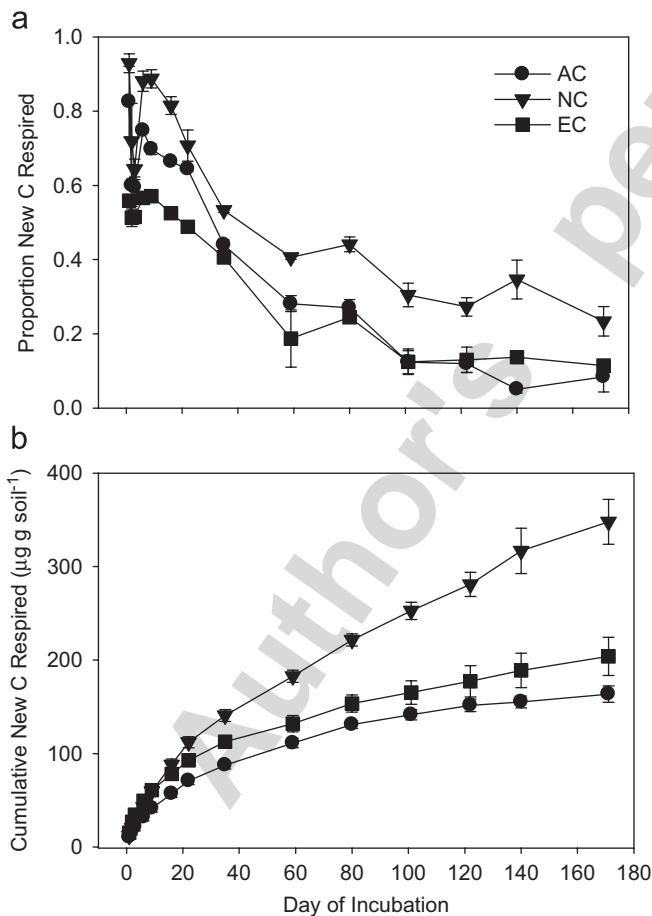 a
1.0
0.8
0.6
0.4
0.2
0.0
Proportion New C Respired
AC
NC
EC
b
400
300
200
100
0
Cumulative New C Respired (µg g soil⁻¹)
0 20 40 60 80 100 120 140 160 180
Day of Incubation
Author's pe